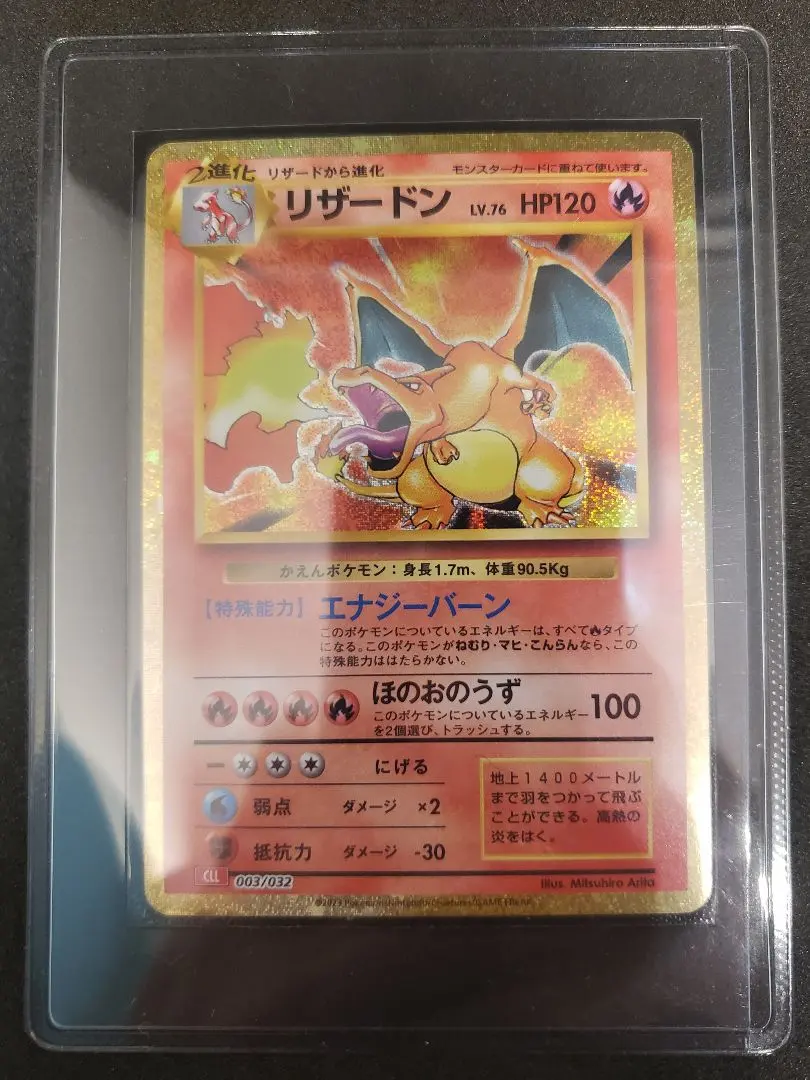 2進化 リザードから進化 モンスターカードに重ねて使います。
リザードン LV.76 HP120
かえんポケモン：身長1.7m、体重90.5Kg
【特殊能力】エナジーバーン
このポケモンについているエネルギーは、すべて タイプ
になる。このポケモンがねむり・マヒ・こんらんなら、この
特殊能力ははたらかない。
ほのおのうず 100
このポケモンについているエネルギー
を2個選び、トラッシュする。
にげる
弱点 ダメージ ×2
抵抗力 ダメージ -30
地上1400メートル
まで羽をつかって飛ぶ
ことができる。高熱の
炎をはく。
CLL 003/032 Illus. Mitsuhiro Arita
©2023 Pokémon/Nintendo/Creatures/GAME FREAK